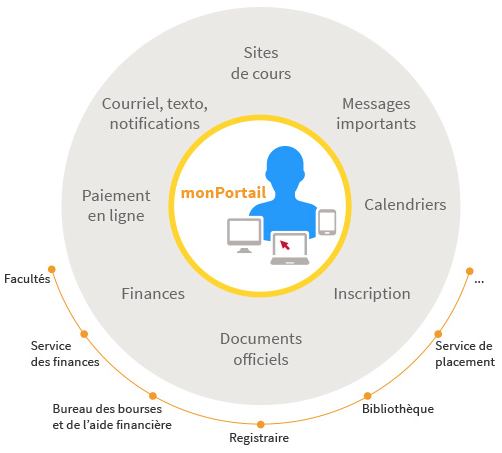 Sites
de cours
Courriel, texto,
notifications
Messages
importants
monPortail
Paiement
en ligne
Calendriers
Finances
Inscription
Documents
officiels
Facultés
...
Service
des finances
Service de
placement
Bureau des bourses
et de l'aide financière
Bibliothèque
Registraire